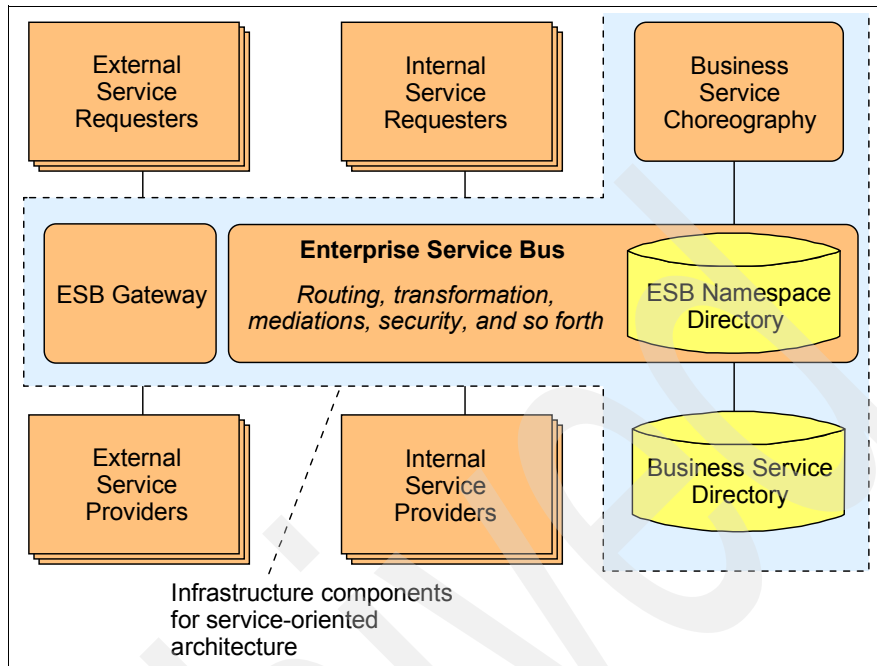 External
Service
Requesters
Internal
Service
Requesters
Business
Service
Choreography
ESB Gateway
Enterprise Service Bus
Routing, transformation,
mediations, security, and so forth
ESB Namespace
Directory
External
Service
Providers
Internal
Service
Providers
Business Service
Directory
Infrastructure components
for service-oriented
architecture